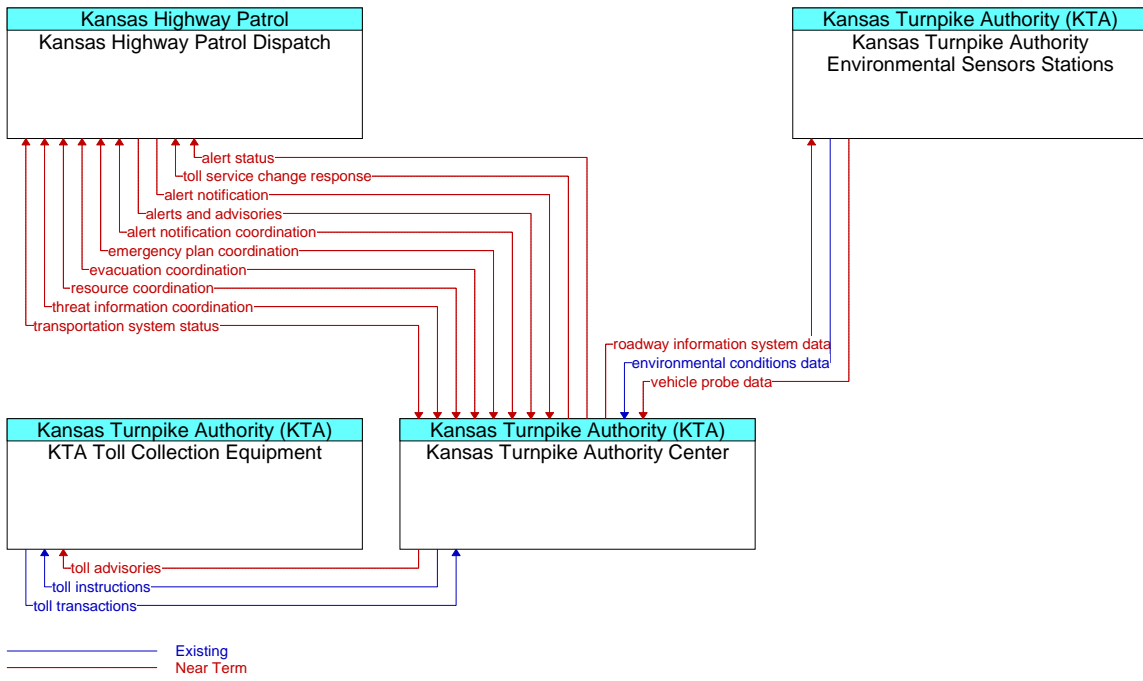 Kansas Highway Patrol
Kansas Highway Patrol Dispatch
Kansas Turnpike Authority (KTA)
Kansas Turnpike Authority
Environmental Sensors Stations
alert status
toll service change response
alert notification
alerts and advisories
alert notification coordination
emergency plan coordination
evacuation coordination
resource coordination
threat information coordination
transportation system status
roadway information system data
environmental conditions data
vehicle probe data
Kansas Turnpike Authority (KTA)
KTA Toll Collection Equipment
Kansas Turnpike Authority (KTA)
Kansas Turnpike Authority Center
toll advisories
toll instructions
toll transactions
Existing
Near Term